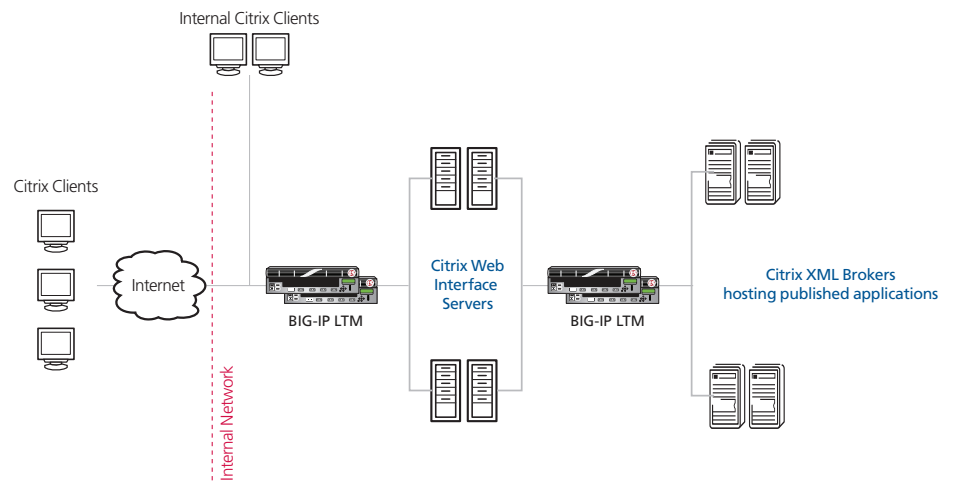 Internal Citrix Clients
Citrix Clients
Internet
Internal Network
BIG-IP LTM
Citrix Web
Interface
Servers
BIG-IP LTM
Citrix XML Brokers
hosting published applications